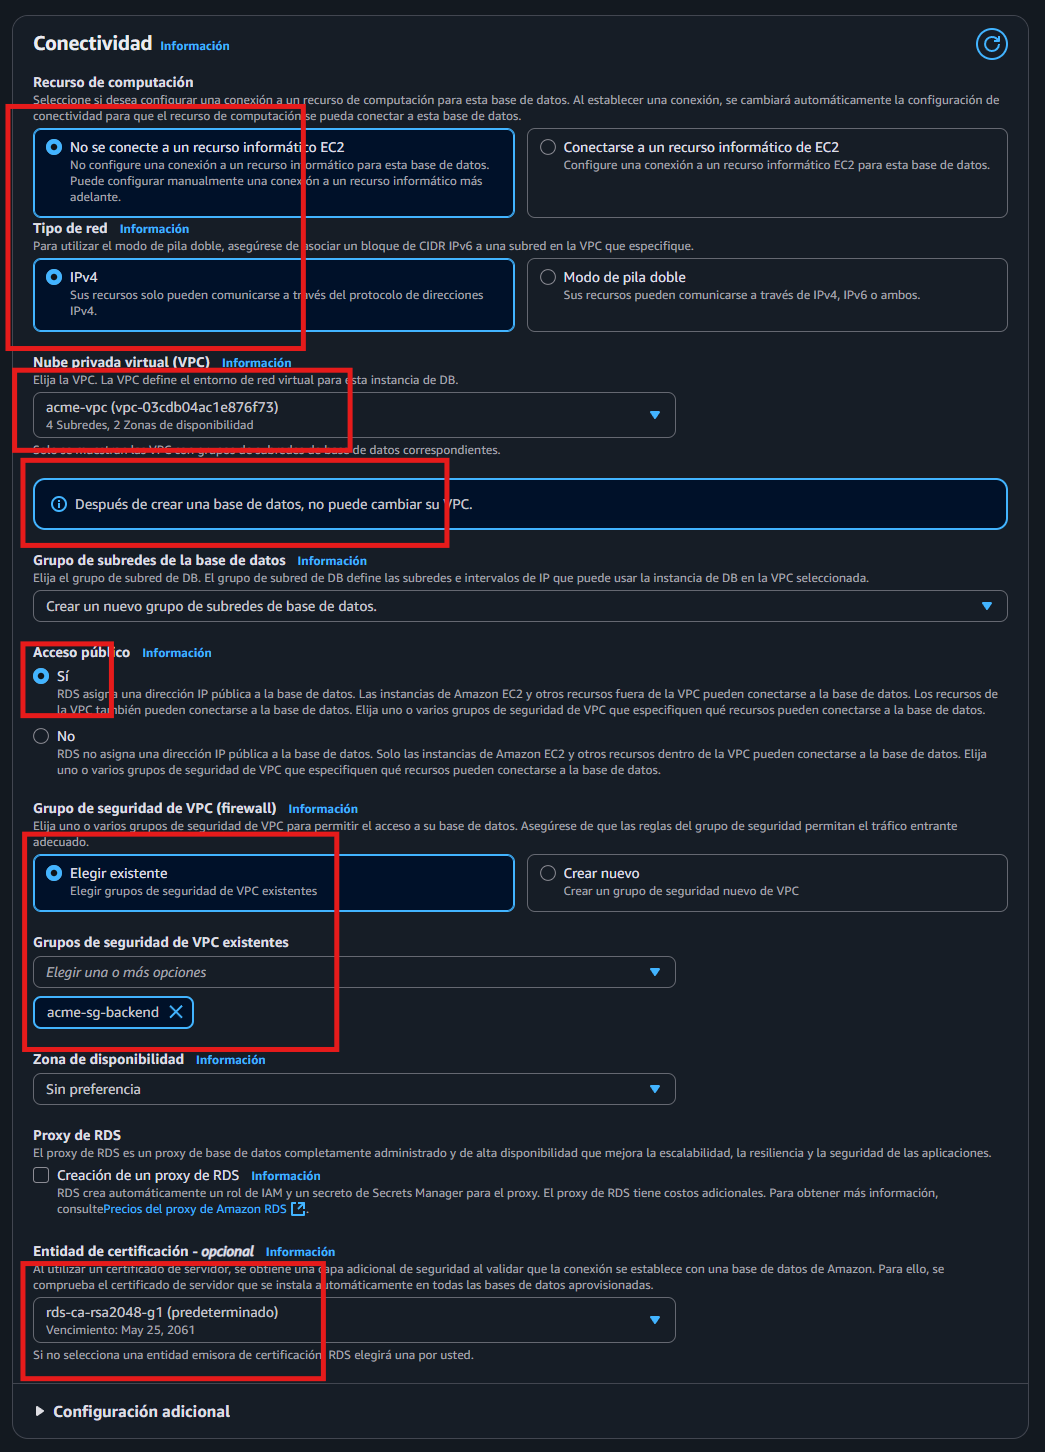 Conectividad Información
Recurso de computación
Seleccione si desea configurar una conexión a un recurso de computación para esta base de datos. Al establecer una conexión, se cambiará automáticamente la configuración de
conectividad para que el recurso de computación se pueda conectar a esta base de datos.
No se conecte a un recurso informático EC2
No configure una conexión a un recurso informático para esta base de datos.
Puede configurar manualmente una conexión a un recurso informático más
adelante.
Conectarse a un recurso informático de EC2
Configure una conexión a un recurso informático EC2 para esta base de datos.
Tipo de red Información
Para utilizar el modo de pila doble, asegúrese de asociar un bloque de CIDR IPv6 a una subred en la VPC que especifique.
IPv4
Sus recursos solo pueden comunicarse a través del protocolo de direcciones
IPv4.
Modo de pila doble
Sus recursos pueden comunicarse a través de IPv4, IPv6 o ambos.
Nube privada virtual (VPC) Información
Elija la VPC. La VPC define el entorno de red virtual para esta instancia de DB.
acme-vpc (vpc-03cdb04ac1e876f73)
4 Subredes, 2 Zonas de disponibilidad
Solo se muestran las VPC con grupos de subredes de base de datos correspondientes.
Después de crear una base de datos, no puede cambiar su VPC.
Grupo de subredes de la base de datos Información
Elija el grupo de subred de DB. El grupo de subred de DB define las subredes e intervalos de IP que puede usar la instancia de DB en la VPC seleccionada.
Crear un nuevo grupo de subredes de base de datos.
Acceso público Información
Sí
RDS asigna una dirección IP pública a la base de datos. Las instancias de Amazon EC2 y otros recursos fuera de la VPC pueden conectarse a la base de datos. Los recursos de
la VPC también pueden conectarse a la base de datos. Elija uno o varios grupos de seguridad de VPC que especifiquen qué recursos pueden conectarse a la base de datos.
No
RDS no asigna una dirección IP pública a la base de datos. Solo las instancias de Amazon EC2 y otros recursos dentro de la VPC pueden conectarse a la base de datos. Elija
uno o varios grupos de seguridad de VPC que especifiquen qué recursos pueden conectarse a la base de datos.
Grupo de seguridad de VPC (firewall) Información
Elija uno o varios grupos de seguridad de VPC para permitir el acceso a su base de datos. Asegúrese de que las reglas del grupo de seguridad permitan el tráfico entrante
adecuado.
Elegir existente
Elegir grupos de seguridad de VPC existentes
Crear nuevo
Crear un grupo de seguridad nuevo de VPC
Grupos de seguridad de VPC existentes
Elegir una o más opciones
acme-sg-backend
Zona de disponibilidad Información
Sin preferencia
Proxy de RDS
El proxy de RDS es un proxy de base de datos completamente administrado y de alta disponibilidad que mejora la escalabilidad, la resiliencia y la seguridad de las aplicaciones.
Creación de un proxy de RDS Información
RDS crea automáticamente un rol de IAM y un secreto de Secrets Manager para el proxy. El proxy de RDS tiene costos adicionales. Para obtener más información,
consultePrecios del proxy de Amazon RDS .
Entidad de certificación - opcional Información
Al utilizar un certificado de servidor, se obtiene una capa adicional de seguridad al validar que la conexión se establece con una base de datos de Amazon. Para ello, se
comprueba el certificado de servidor que se instala automáticamente en todas las bases de datos aprovisionadas.
rds-ca-rsa2048-g1 (predeterminado)
Vencimiento: May 25, 2061
Si no selecciona una entidad emisora de certificación, RDS elegirá una por usted.
Configuración adicional